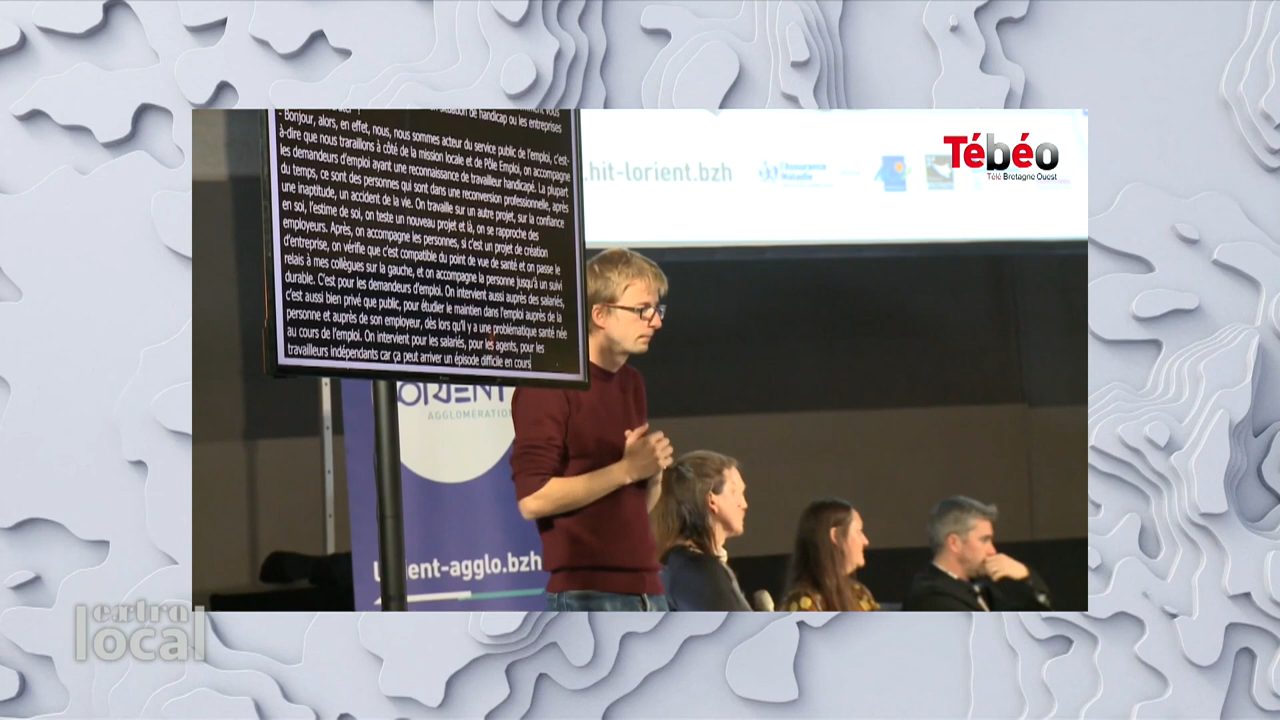 situation de handicap ou les entreprises
- Bonjour, alors, en effet, nous, nous sommes acteur du service public de l'emploi, c'est-
à-dire que nous traraillons à côté de la mission locale et de Pôle Emploi, on accompagne
les demandeurs d'emploi ayant une reconnaissance de travailleur handicapé. La plupart
du temps, ce sont des personnes qui sont dans une reconversion professionnelle, après
une inaptitude, un accident de la vie. On travaille sur un autre projet, sur la confiance
en soi, l'estime de soi, on teste un nouveau projet et là, on se rapproche des
employeurs. Après, on accompagne les personnes, si c'est un projet de création
d'entreprise, on vérifie que c'est compatible du point de vue de santé et on passe le
relais à mes collègues sur la gauche, et on accompagne la personne jusqu'à un suivi
durable. C'est pour les demandeurs d'emploi. On intervient aussi auprès des salariés,
c'est aussi bien privé que public, pour étudier le maintien dans l'emploi auprès de la
personne et auprès de son employeur, dès lors qu'il y a une problématique santé née
au cours de l'emploi. On intervient pour les salariés, pour les agents, pour les
travailleurs indépendants car ça peut arriver un épisode difficile en cours
.hit-lorient.bzh
l'Assurance
Maladie
Tébéo
Télé Bretagne Ouest
LORIENT
AGGLOMÉRATION
Lorient-agglo.bzh
extra
local